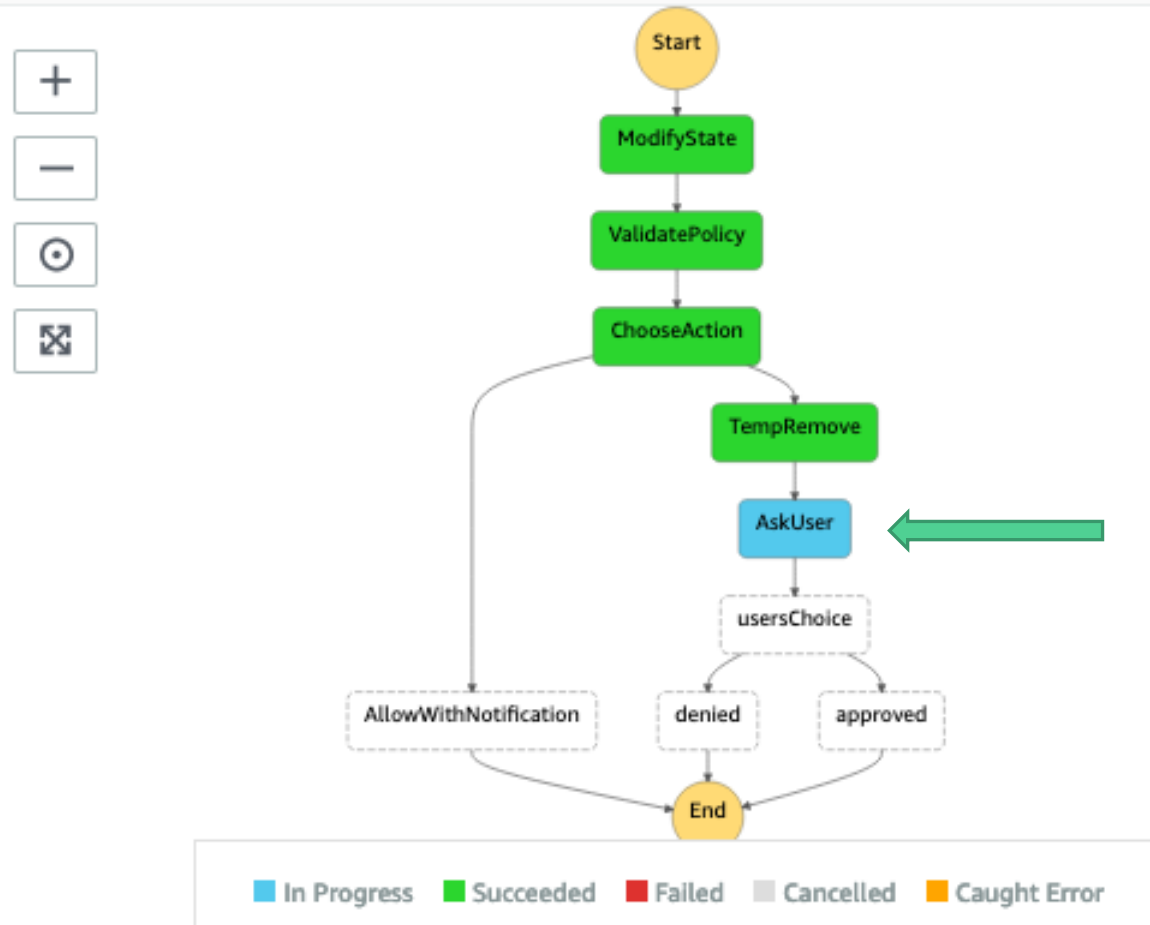 Start
ModifyState
ValidatePolicy
ChooseAction
TempRemove
AskUser
usersChoice
AllowWithNotification
denied
approved
End
In Progress
Succeeded
Failed
Cancelled
Caught Error